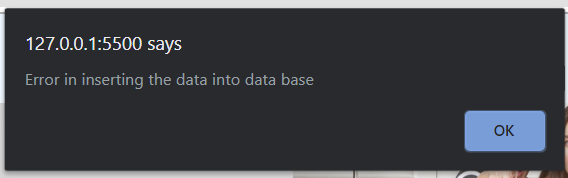 127.0.0.1:5500 says
Error in inserting the data into data base
OK